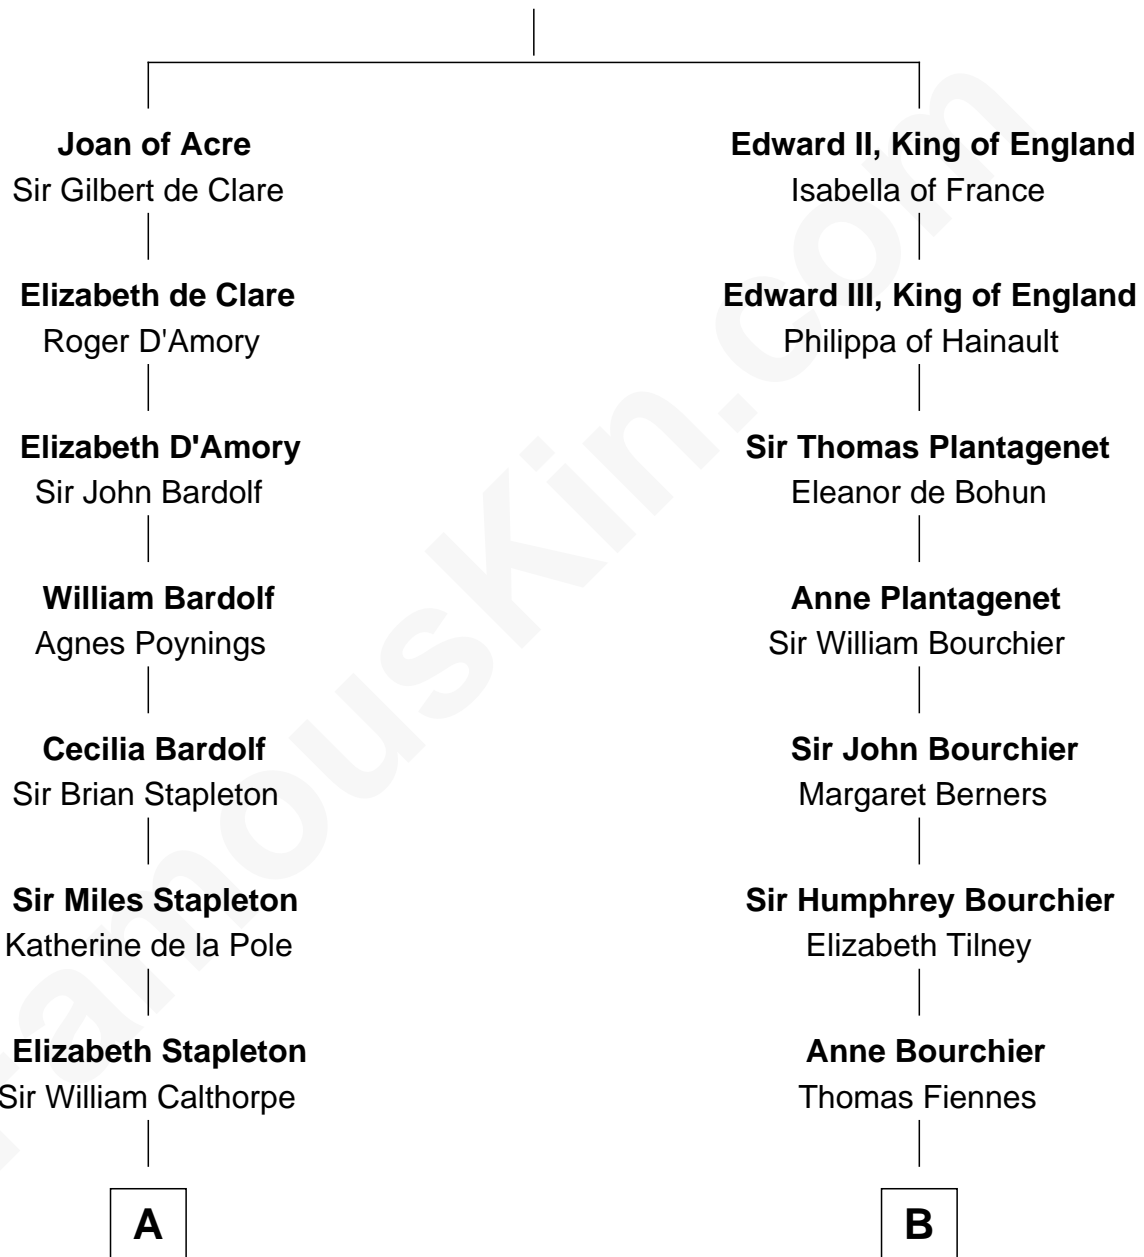 Joan of Acre
Sir Gilbert de Clare
Elizabeth de Clare
Roger D'Amory
Elizabeth D'Amory
Sir John Bardolf
William Bardolf
Agnes Poynings
Cecilia Bardolf
Sir Brian Stapleton
Sir Miles Stapleton
Katherine de la Pole
Elizabeth Stapleton
Sir William Calthorpe
A
Edward II, King of England
Isabella of France
Edward III, King of England
Philippa of Hainault
Sir Thomas Plantagenet
Eleanor de Bohun
Anne Plantagenet
Sir William Bourchier
Sir John Bourchier
Margaret Berners
Sir Humphrey Bourchier
Elizabeth Tilney
Anne Bourchier
Thomas Fiennes
B
FamousKin.com